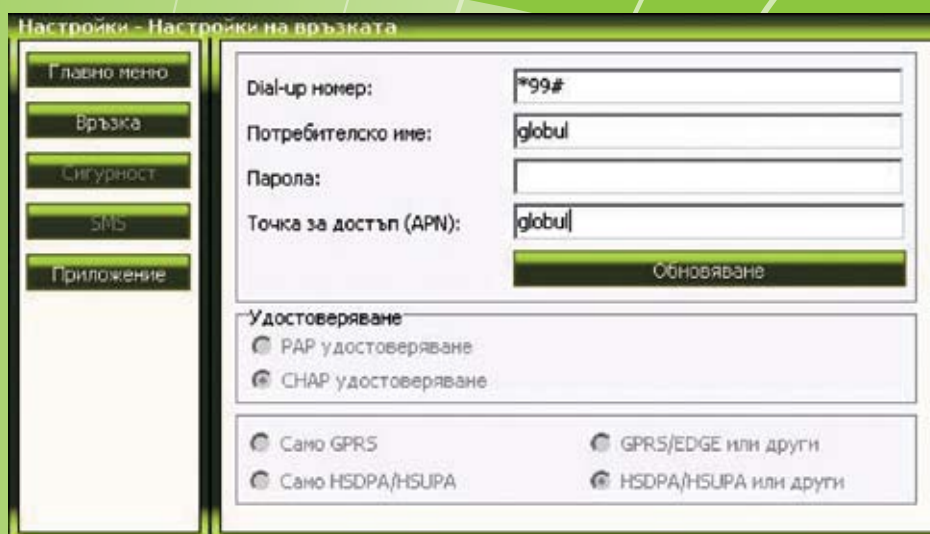 Настройки - Настройки на връзката
Главно меню
Връзка
Сигурност
SMS
Приложение
Dial-up номер: *99#
Потребителско име: globul
Парола:
Точка за достъп (APN): globul
Обновяване
Удостоверяване
PAP удостоверяване
CHAP удостоверяване
Само GPRS GPRS/EDGE или други
Само HSDPA/HSUPA HSDPA/HSUPA или други